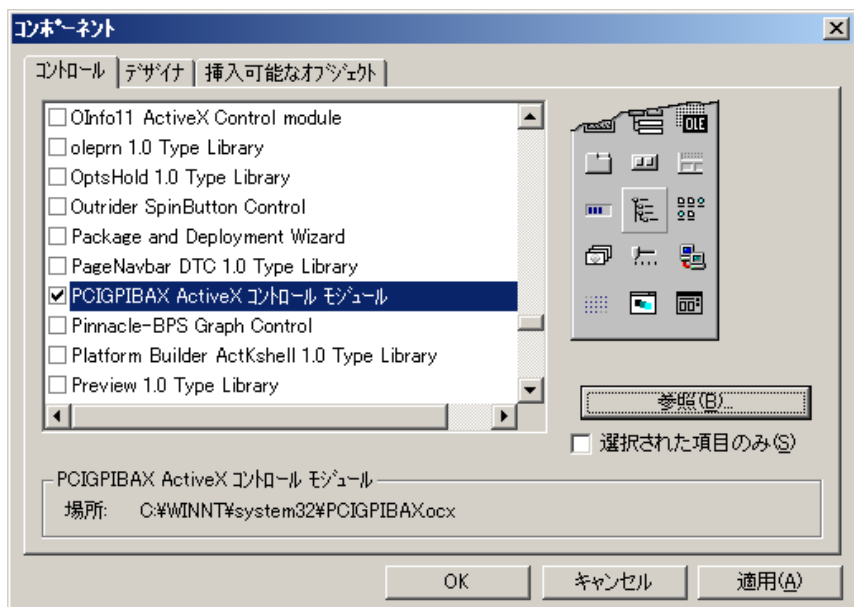 コンポーネント
コントロール デザイナ 挿入可能なオブジェクト
OInfo11 ActiveX Control module
oleprn 1.0 Type Library
OptsHold 1.0 Type Library
Outrider SpinButton Control
Package and Deployment Wizard
PageNavbar DTC 1.0 Type Library
PCIGPIBAX ActiveX コントロール モジュール
Pinnacle-BPS Graph Control
Platform Builder ActKshell 1.0 Type Library
Preview 1.0 Type Library
OLE
参照(B)...
選択された項目のみ(S)
PCIGPIBAX ActiveX コントロール モジュール
場所: C:¥WINNT¥system32¥PCIGPIBAX.ocx
OK キャンセル 適用(A)